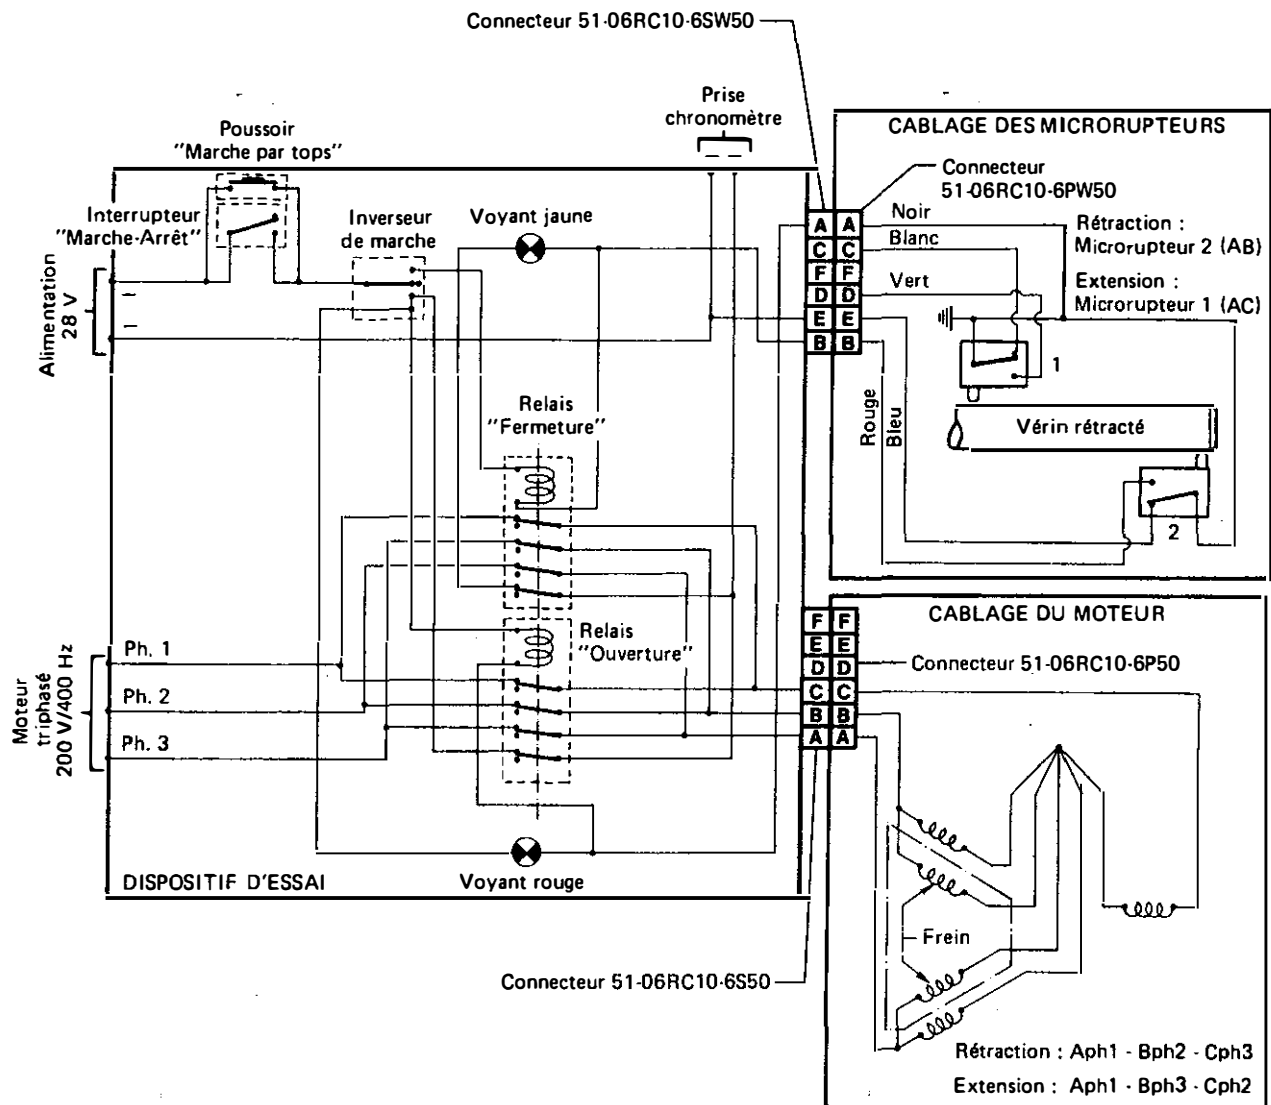 Connecteur 51-06RC10-6SW50
Prise
chronomètre
Poussoir
"Marche par tops"
Interrupteur
"Marche-Arrêt"
Inverseur
de marche
Voyant jaune
Alimentation
28 V
Relais
"Fermeture"
Relais
"Ouverture"
Moteur
triphasé
200 V/400 Hz
Ph. 1
Ph. 2
Ph. 3
DISPOSITIF D'ESSAI
Voyant rouge
Connecteur 51-06RC10-6S50
A A
C C
F F
D D
E E
B B
CABLAGE DES MICRORUPTEURS
Connecteur
51-06RC10-6PW50
Noir
Blanc
Vert
Rouge
Bleu
Rétraction :
Microrupteur 2 (AB)
Extension :
Microrupteur 1 (AC)
1
Vérin rétracté
2
F F
E E
D D
C C
B B
A A
CABLAGE DU MOTEUR
Connecteur 51-06RC10-6P50
Frein
Rétraction : Aph1 - Bph2 - Cph3
Extension : Aph1 - Bph3 - Cph2